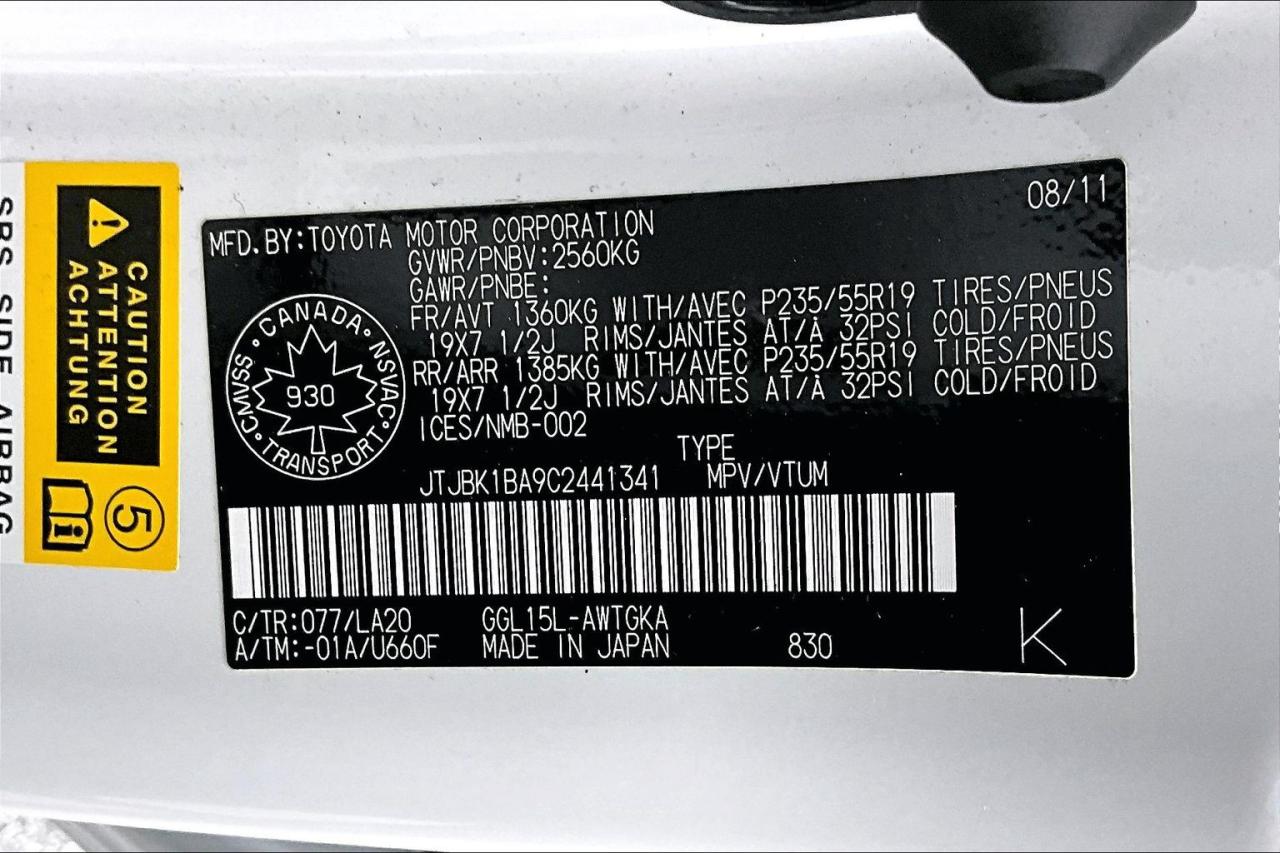 08/11
MFD. BY:TOYOTA MOTOR CORPORATION
GVWR/PNBV:2560KG
GAWR/PNBE:
FR/AVT 1360KG WITH/AVEC P235/55R19 TIRES/PNEUS
19X7 1/2J RIMS/JANTES AT/À 32PSI COLD/FROID
RR/ARR 1385KG WITH/AVEC P235/55R19 TIRES/PNEUS
19X7 1/2J RIMS/JANTES AT/À 32PSI COLD/FROID
ICES/NMB-002
CANADA · NSVAC · TRANSPORT · CMVSS ·
930
TYPE
JTJBK1BA9C2441341 MPV/VTUM
C/TR:077/LA20 GGL15L-AWTGKA
A/TM:-01A/U660F MADE IN JAPAN 830 K
CAUTION
ATTENTION
ACHTUNG
5
i
SRS SIDE AIRBAG